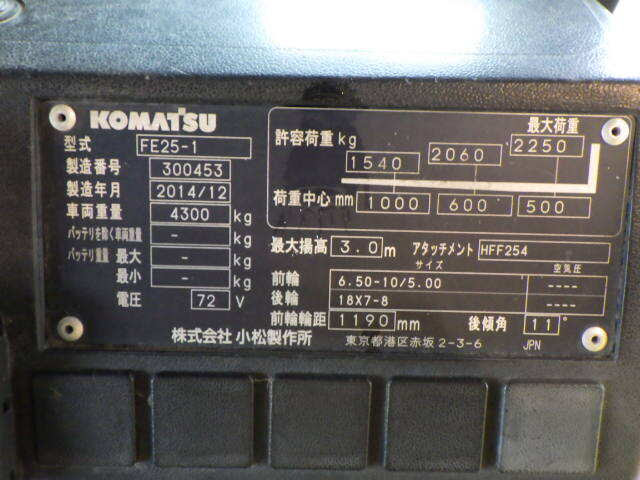 KOMATSU
型式 FE25-1
製造番号 300453
製造年月 2014/12
車両重量 4300 kg
バッテリを除く車両重量 - kg
バッテリ重量 最大 - kg
最小 - kg
電圧 72 V
株式会社 小松製作所
最大荷重
許容荷重 kg 1540 2060 2250
荷重中心 mm 1000 600 500
最大揚高 3.0 m アタッチメント HFF254
サイズ 空気圧
前輪 6.50-10/5.00 ----
後輪 18X7-8 ----
前輪輪距 1190 mm 後傾角 11°
東京都港区赤坂 2-3-6 JPN